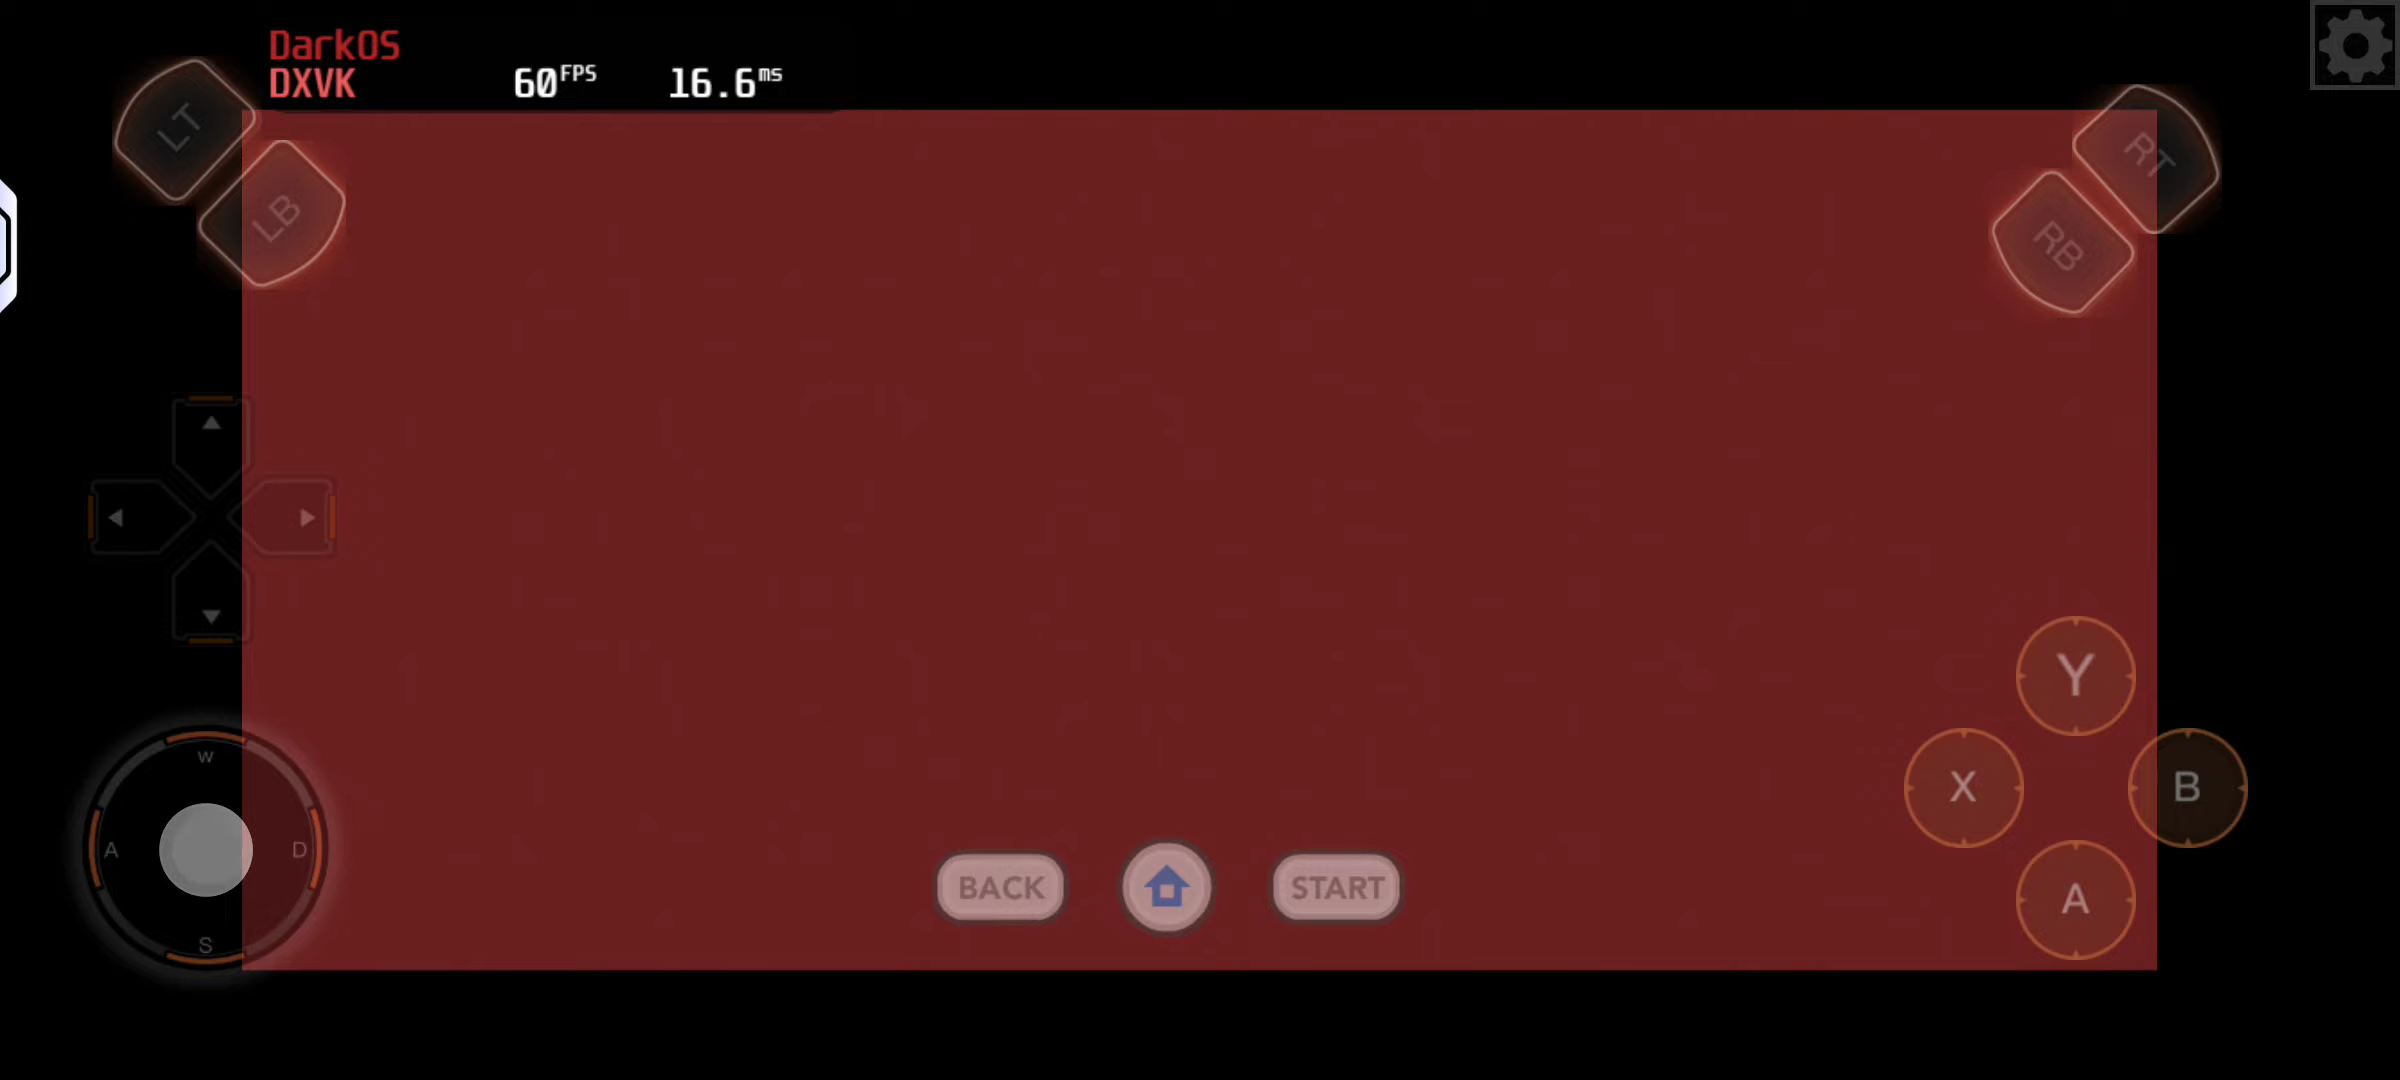 DarkOS
DXVK 60FPS 16.6ms
LT
LB
RT
RB
W
A
D
S
Y
X
B
A
BACK
START